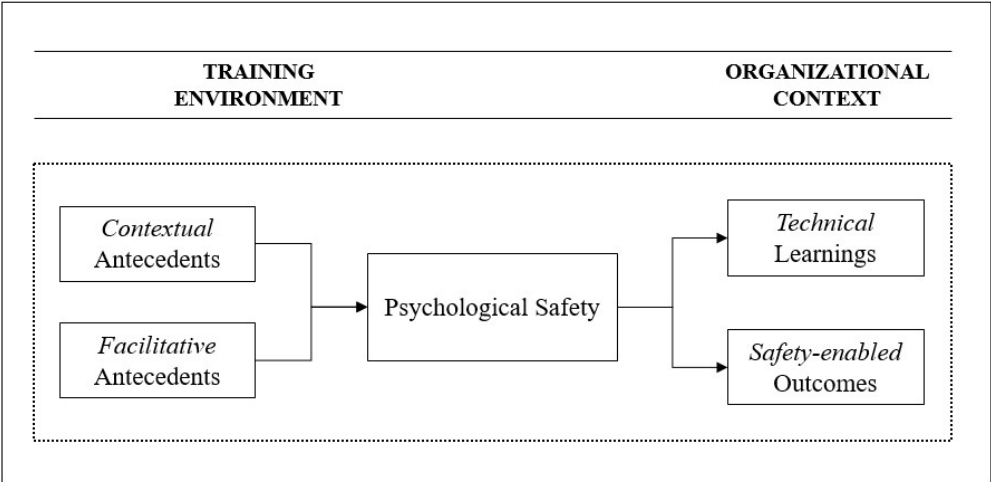 TRAINING
ENVIRONMENT
ORGANIZATIONAL
CONTEXT
Contextual
Antecedents
Facilitative
Antecedents
Psychological Safety
Technical
Learnings
Safety-enabled
Outcomes